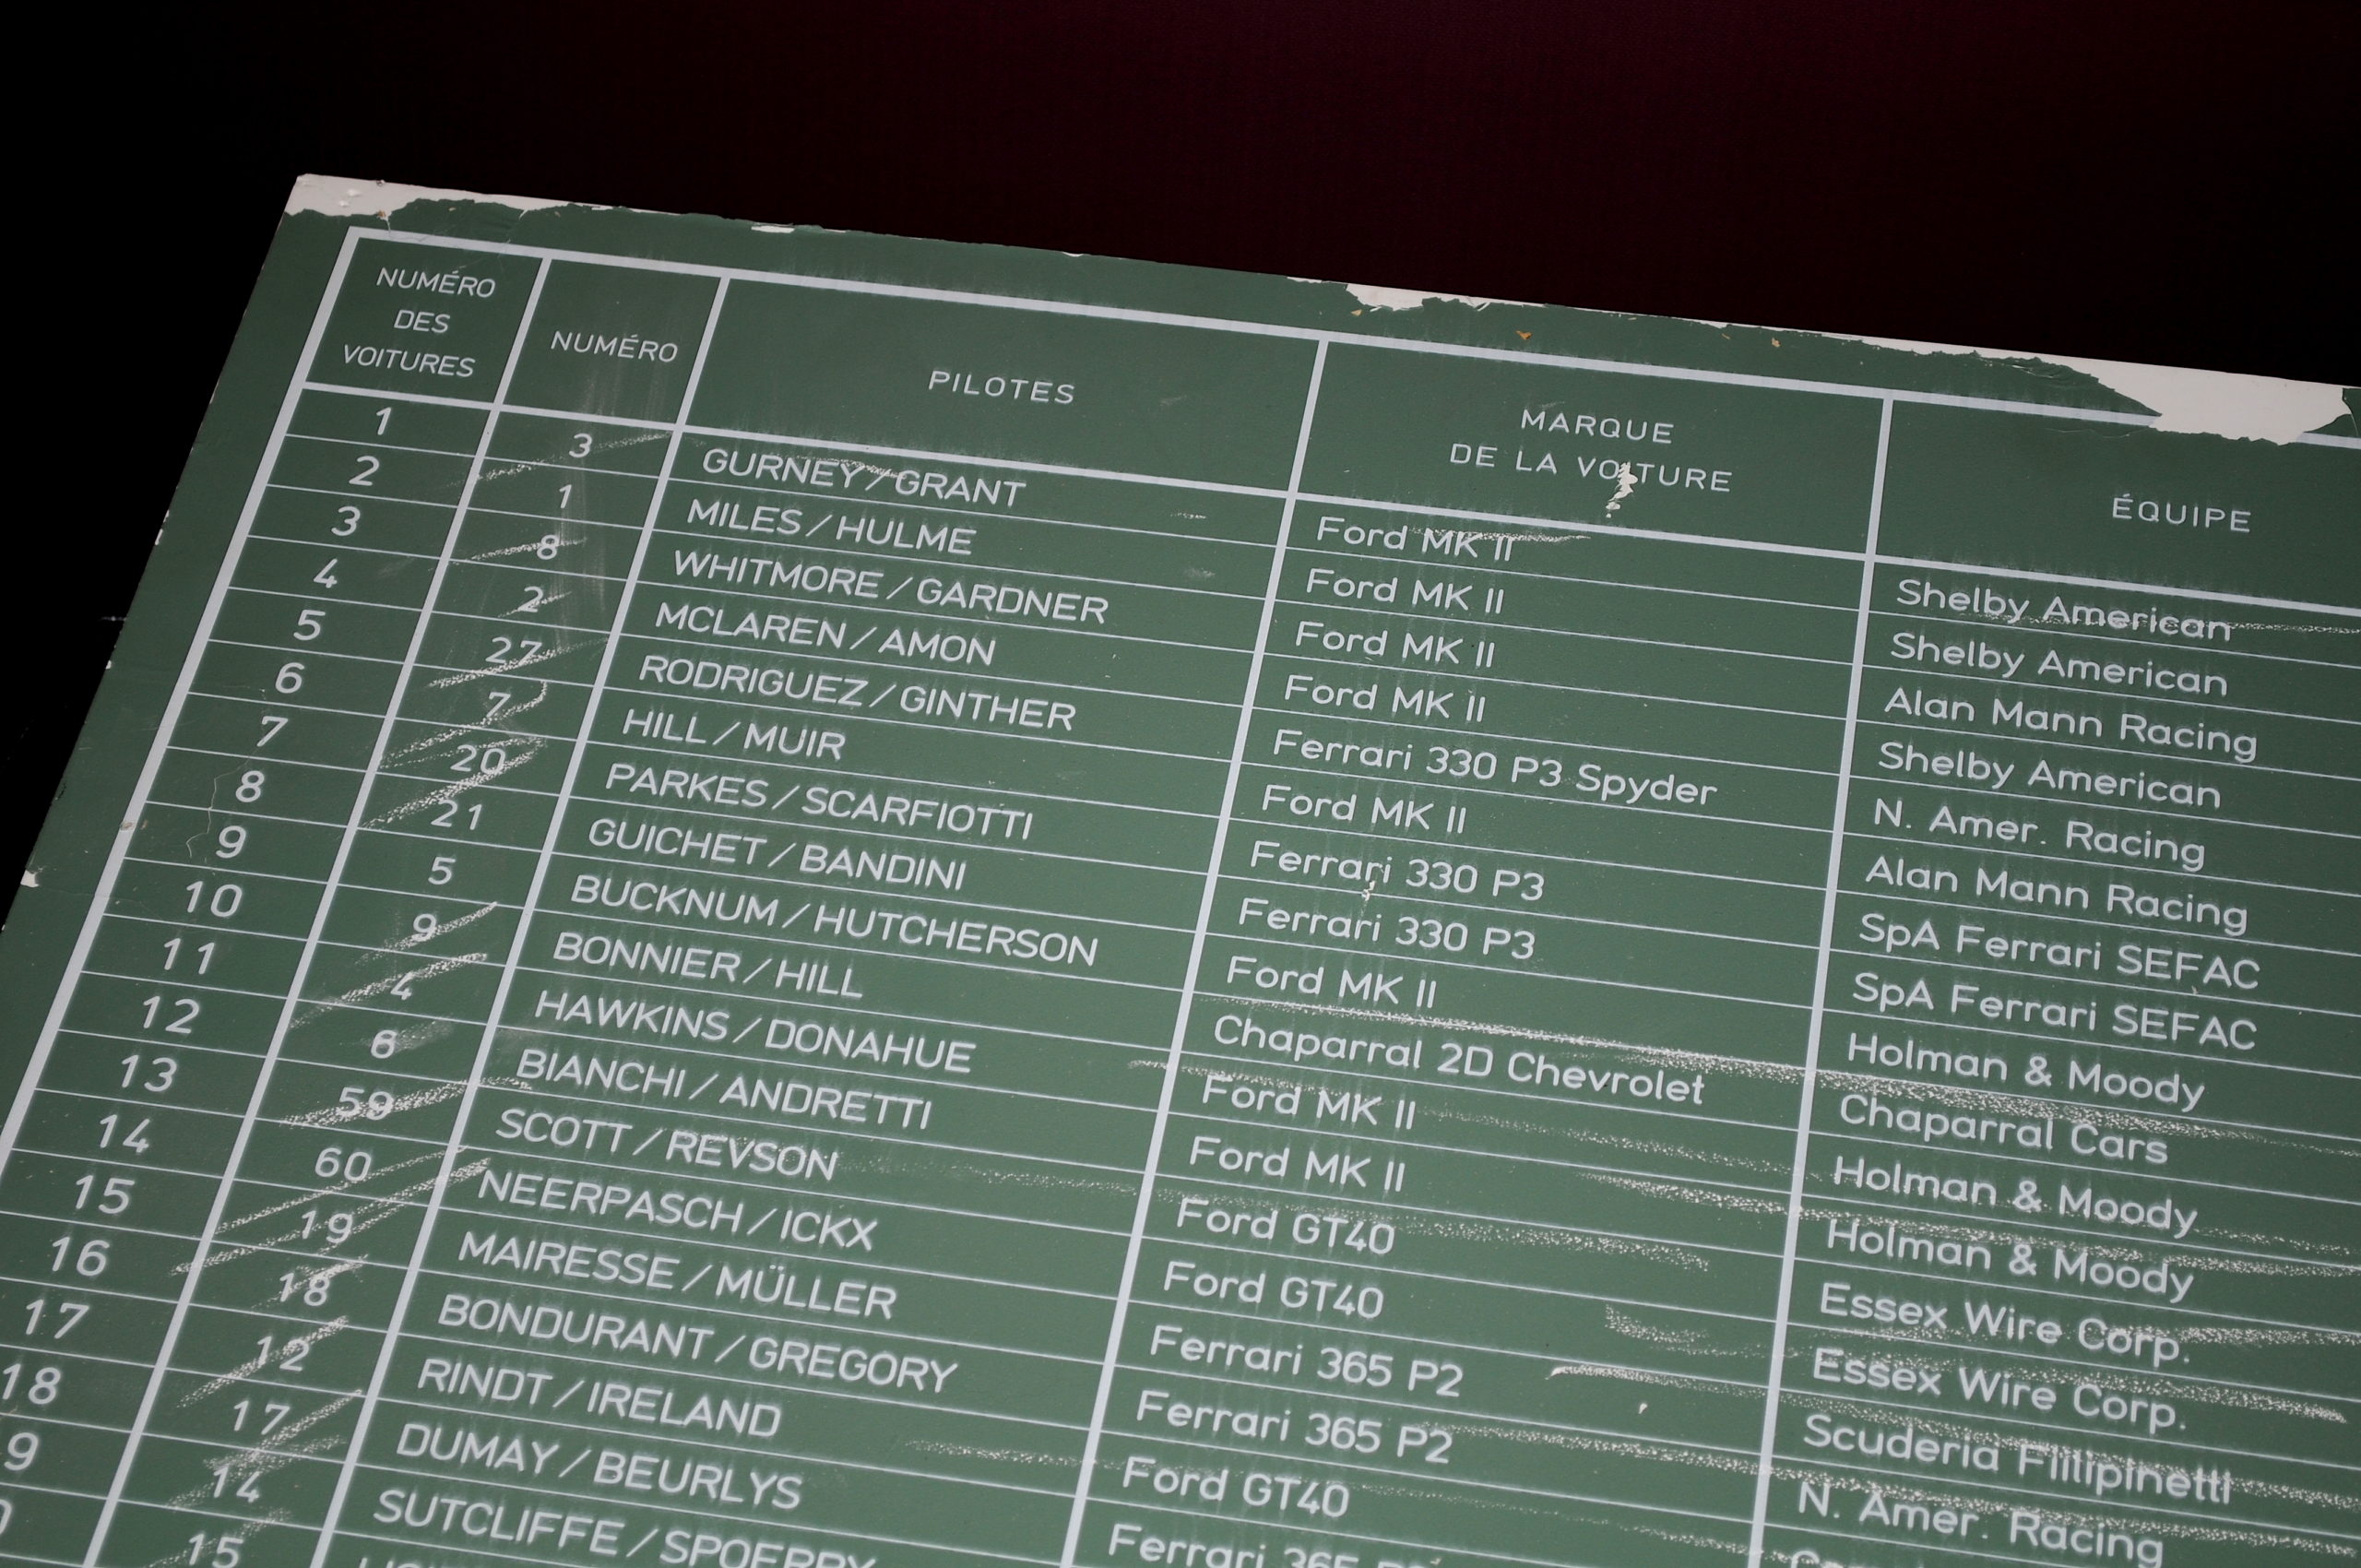 NUMÉRO
DES
VOITURES
NUMÉRO
PILOTES
MARQUE
DE LA VOITURE
ÉQUIPE
1 3 GURNEY / GRANT Ford MK II Shelby American
2 1 MILES / HULME Ford MK II Shelby American
3 8 WHITMORE / GARDNER Ford MK II Alan Mann Racing
4 2 MCLAREN / AMON Ford MK II Shelby American
5 27 RODRIGUEZ / GINTHER Ferrari 330 P3 Spyder N. Amer. Racing
6 7 HILL / MUIR Ford MK II Alan Mann Racing
7 20 PARKES / SCARFIOTTI Ferrari 330 P3 SpA Ferrari SEFAC
8 21 GUICHET / BANDINI Ferrari 330 P3 SpA Ferrari SEFAC
9 5 BUCKNUM / HUTCHERSON Ford MK II Holman & Moody
10 9 BONNIER / HILL Chaparral 2D Chevrolet Chaparral Cars
11 4 HAWKINS / DONAHUE Ford MK II Holman & Moody
12 6 BIANCHI / ANDRETTI Ford MK II Holman & Moody
13 59 SCOTT / REVSON Ford GT40 Essex Wire Corp.
14 60 NEERPASCH / ICKX Ford GT40 Essex Wire Corp.
15 19 MAIRESSE / MÜLLER Ferrari 365 P2 Scuderia Filipinetti
16 18 BONDURANT / GREGORY Ferrari 365 P2 N. Amer. Racing
17 12 RINDT / IRELAND Ford GT40
18 17 DUMAY / BEURLYS Ferrari 365
9 14 SUTCLIFFE / SPOERRY
15